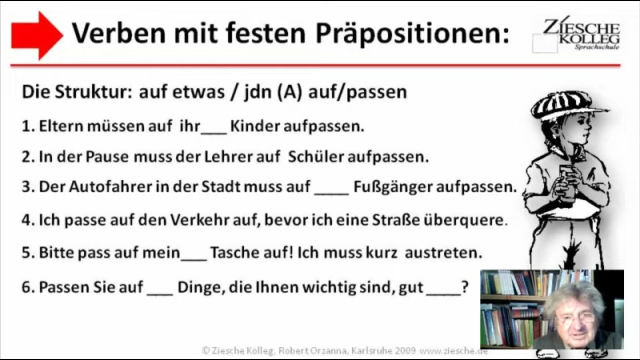 Verben mit festen Präpositionen:
ZIESCHE
KOLLEG
Sprachschule
Die Struktur: auf etwas / jdn (A) auf/passen
1. Eltern müssen auf ihr___ Kinder aufpassen.
2. In der Pause muss der Lehrer auf Schüler aufpassen.
3. Der Autofahrer in der Stadt muss auf ____ Fußgänger aufpassen.
4. Ich passe auf den Verkehr auf, bevor ich eine Straße überquere.
5. Bitte pass auf mein___ Tasche auf! Ich muss kurz austreten.
6. Passen Sie auf ___ Dinge, die Ihnen wichtig sind, gut ____?
© Ziesche Kolleg, Robert Orzanna, Karlsruhe 2009 www.ziesche.de